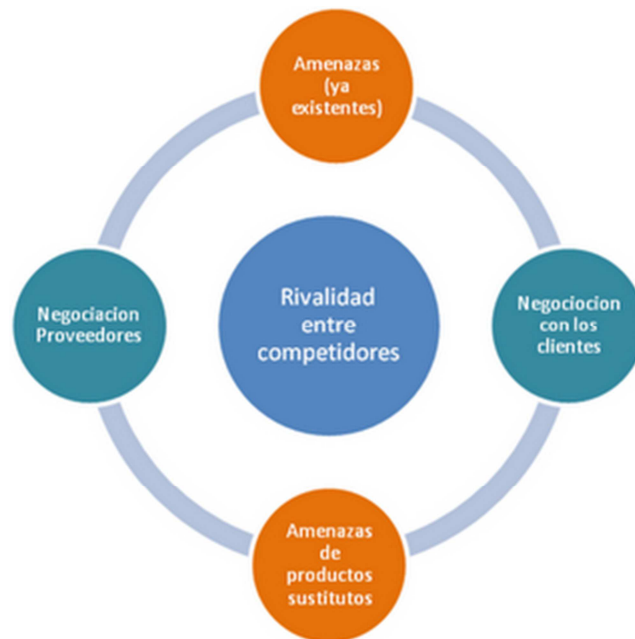 Amenazas
(ya
existentes)
Negociacion
Proveedores
Rivalidad
entre
competidores
Negociocion
con los
clientes
Amenazas
de
productos
sustitutos